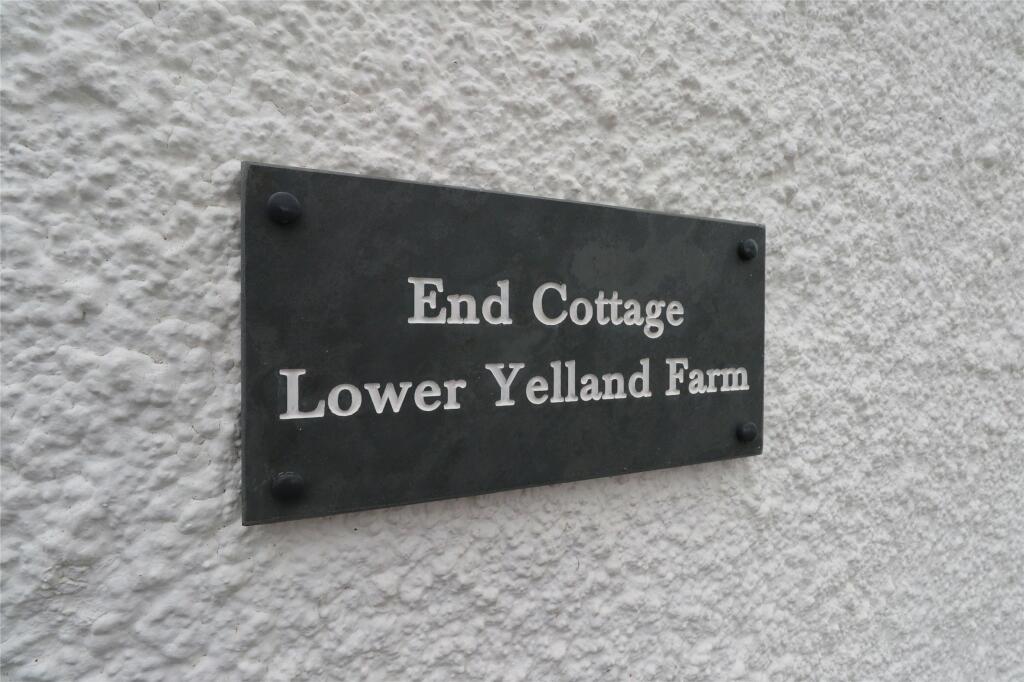 End Cottage
Lower Yelland Farm